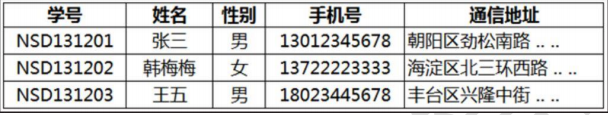 学号 姓名 性别 手机号 通信地址
NSD131201 张三 男 13012345678 朝阳区劲松南路 .. ..
NSD131202 韩梅梅 女 13722223333 海淀区北三环西路 .. ..
NSD131203 王五 男 18023445678 丰台区兴隆中街 .. ..